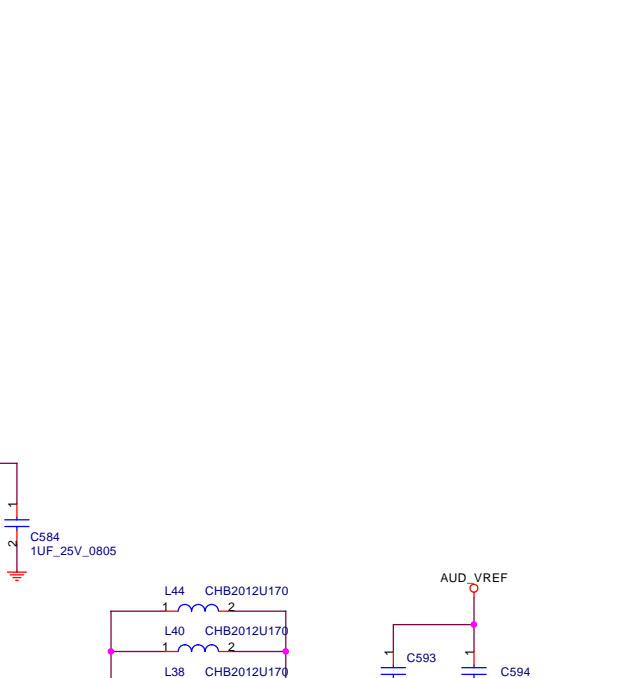 1
C584
2
1UF_25V_0805
AUD_VREF
L44 CHB2012U170
1 2
L40 CHB2012U170
1 2
1 C593 1
L38 CHB2012U170
C594